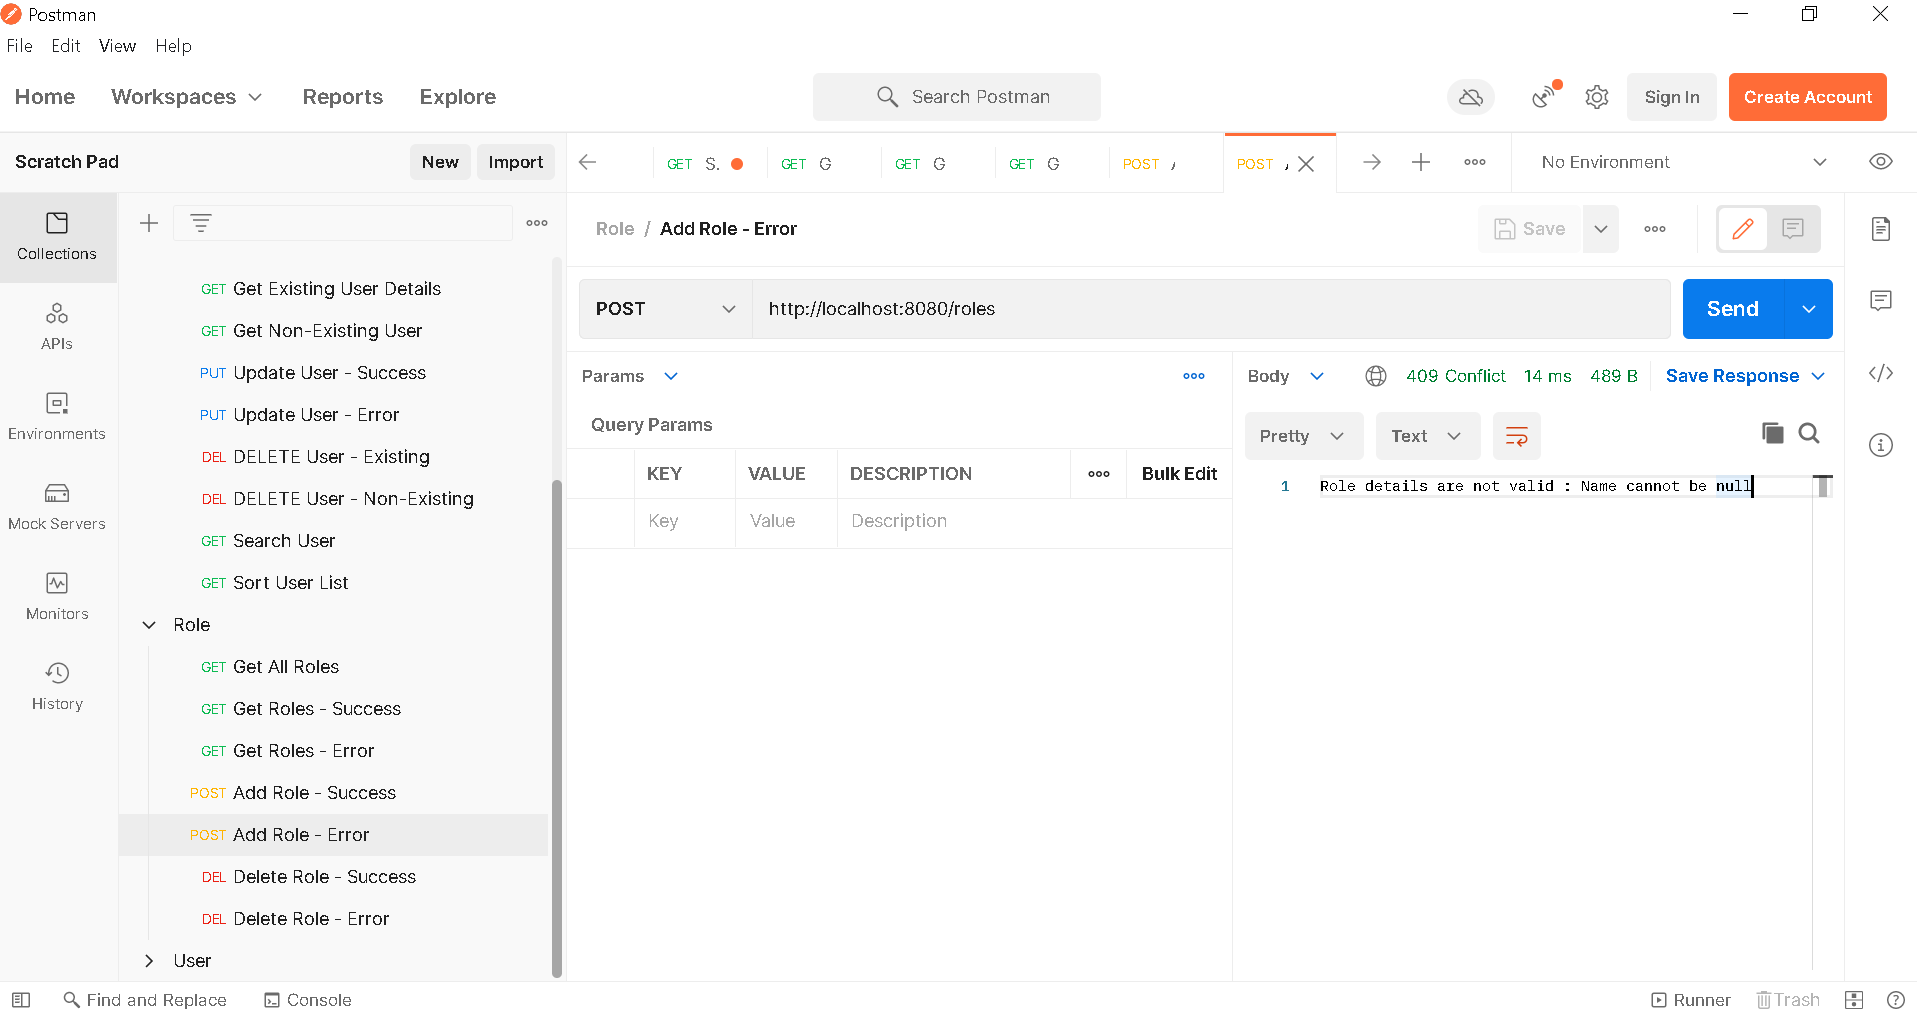 Postman
File Edit View Help
Home Workspaces Reports Explore Search Postman Sign In Create Account
Scratch Pad New Import GET S. GET G GET G GET G POST POST No Environment
Collections
APIs
Environments
Mock Servers
Monitors
History
GET Get Existing User Details
GET Get Non-Existing User
PUT Update User - Success
PUT Update User - Error
DEL DELETE User - Existing
DEL DELETE User - Non-Existing
GET Search User
GET Sort User List
Role
GET Get All Roles
GET Get Roles - Success
GET Get Roles - Error
POST Add Role - Success
POST Add Role - Error
DEL Delete Role - Success
DEL Delete Role - Error
User
Role / Add Role - Error Save
POST http://localhost:8080/roles Send
Params
Query Params
KEY VALUE DESCRIPTION Bulk Edit
Key Value Description
Body 409 Conflict 14 ms 489 B Save Response
Pretty Text
1 Role details are not valid : Name cannot be null
Find and Replace Console Runner Trash